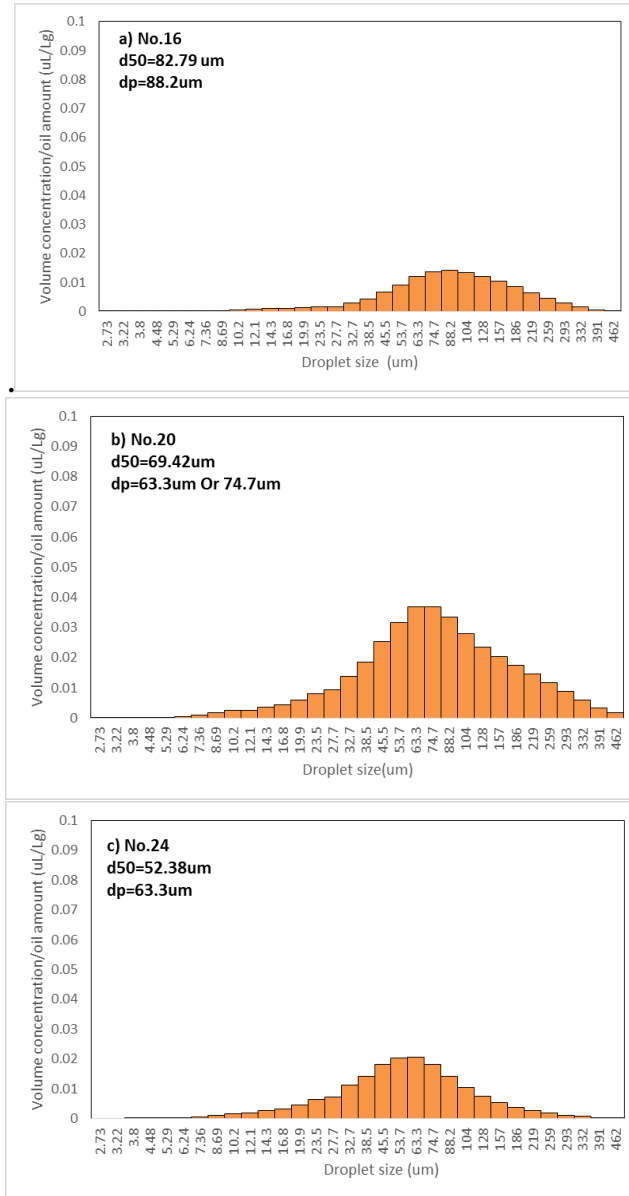 a) No.16
d50=82.79 um
dp=88.2um
Volume concentration/oil amount (uL/Lg)
0.1
0.09
0.08
0.07
0.06
0.05
0.04
0.03
0.02
0.01
0
2.73 3.22 3.8 4.48 5.29 6.24 7.36 8.69 10.2 12.1 14.3 16.8 19.9 23.5 27.7 32.7 38.5 45.5 53.7 63.3 74.7 88.2 104 128 157 186 219 259 293 332 391 462
Droplet size (um)
b) No.20
d50=69.42um
dp=63.3um Or 74.7um
Volume concentration/oil amount (uL/Lg)
0.1
0.09
0.08
0.07
0.06
0.05
0.04
0.03
0.02
0.01
0
2.73 3.22 3.8 4.48 5.29 6.24 7.36 8.69 10.2 12.1 14.3 16.8 19.9 23.5 27.7 32.7 38.5 45.5 53.7 63.3 74.7 88.2 104 128 157 186 219 259 293 332 391 462
Droplet size(um)
c) No.24
d50=52.38um
dp=63.3um
Volume concentration/oil amount (uL/Lg)
0.1
0.09
0.08
0.07
0.06
0.05
0.04
0.03
0.02
0.01
0
2.73 3.22 3.8 4.48 5.29 6.24 7.36 8.69 10.2 12.1 14.3 16.8 19.9 23.5 27.7 32.7 38.5 45.5 53.7 63.3 74.7 88.2 104 128 157 186 219 259 293 332 391 462
Droplet size (um)